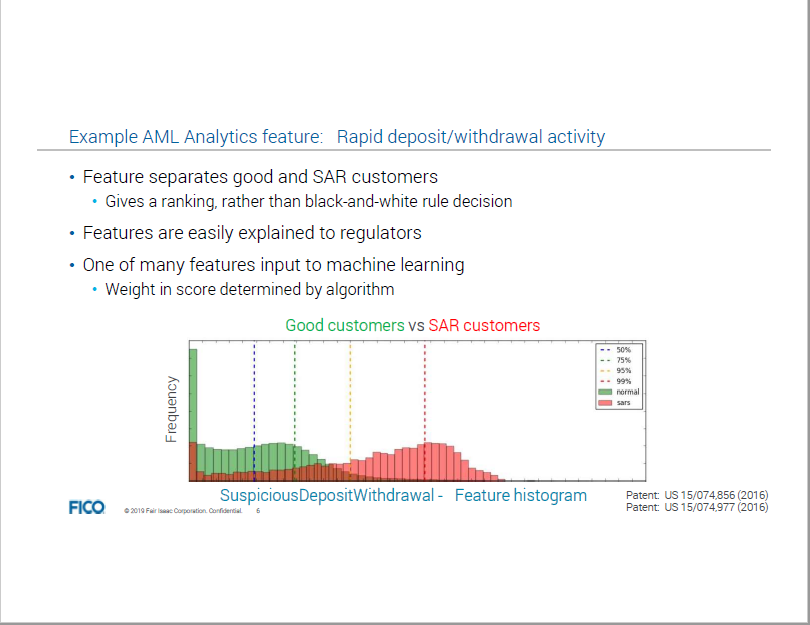 Example AML Analytics feature: Rapid deposit/withdrawal activity
• Feature separates good and SAR customers
• Gives a ranking, rather than black-and-white rule decision
• Features are easily explained to regulators
• One of many features input to machine learning
• Weight in score determined by algorithm
Good customers vs SAR customers
Frequency
50%
75%
95%
99%
normal
sars
SuspiciousDepositWithdrawal - Feature histogram
Patent: US 15/074,856 (2016)
Patent: US 15/074,977 (2016)
FICO
© 2019 Fair Isaac Corporation. Confidential. 6